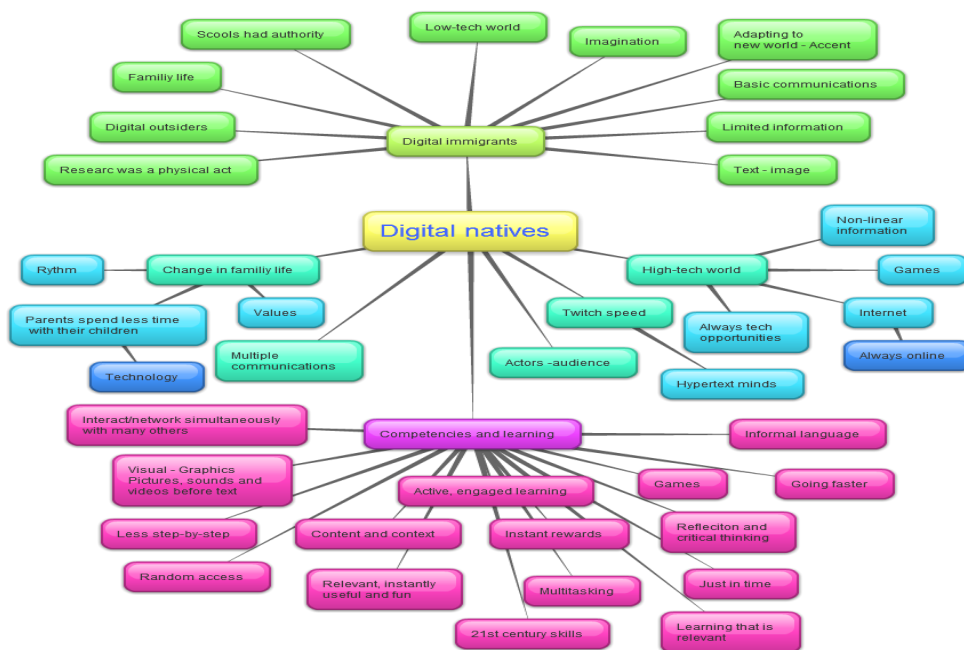 Scools had authority
Low-tech world
Imagination
Adapting to
new world - Accent
Familiy life
Basic communications
Digital outsiders
Digital immigrants
Limited information
Researc was a physical act
Text - image
Digital natives
Non-linear
information
Rythm
Change in familiy life
High-tech world
Games
Parents spend less time
with their children
Values
Twitch speed
Always tech
opportunities
Internet
Technology
Multiple
communications
Actors -audience
Hypertext minds
Always online
Interact/network simultaneously
with many others
Competencies and learning
Informal language
Visual - Graphics
Pictures, sounds and
videos before text
Active, engaged learning
Games
Going faster
Less step-by-step
Content and context
Instant rewards
Refleciton and
critical thinking
Random access
Relevant, instantly
useful and fun
Multitasking
Just in time
21st century skills
Learning that is
relevant